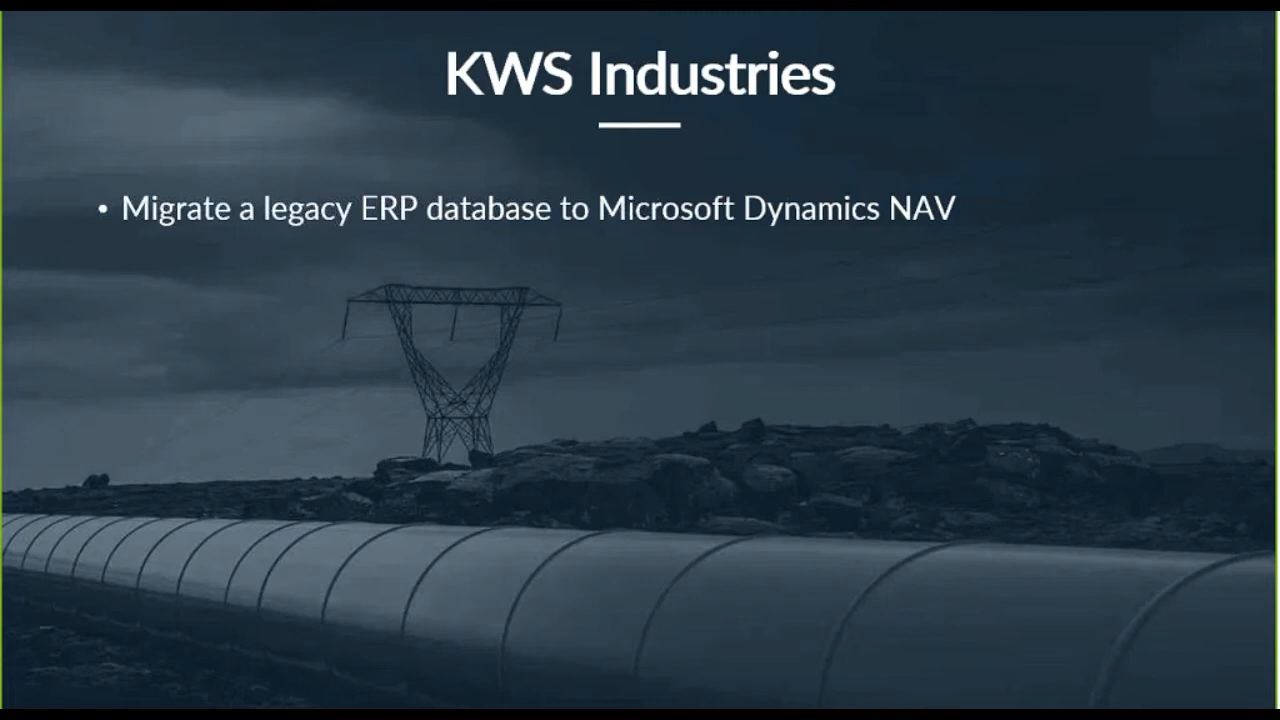 KWS Industries
• Migrate a legacy ERP database to Microsoft Dynamics NAV